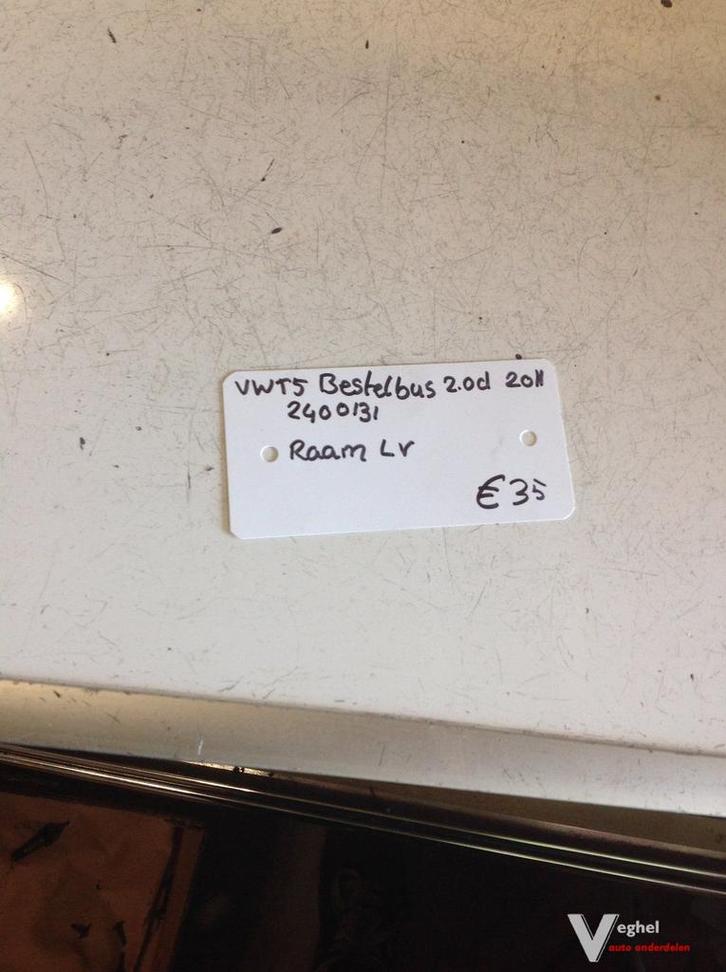 VWT5 Bestelbus 2.0d 2011
2400131
Raam LV
€35
Veghel
auto onderdelen